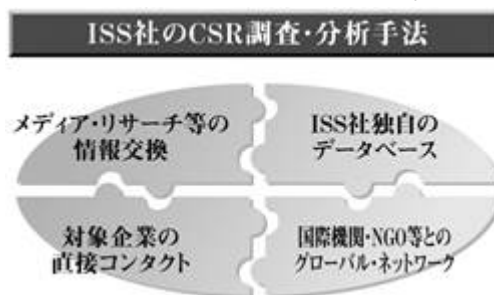 ISS社のCSR調査・分析手法
メディア・リサーチ等の
情報交換
ISS社独自の
データベース
対象企業の
直接コンタクト
国際機関・NGO等との
グローバル・ネットワーク